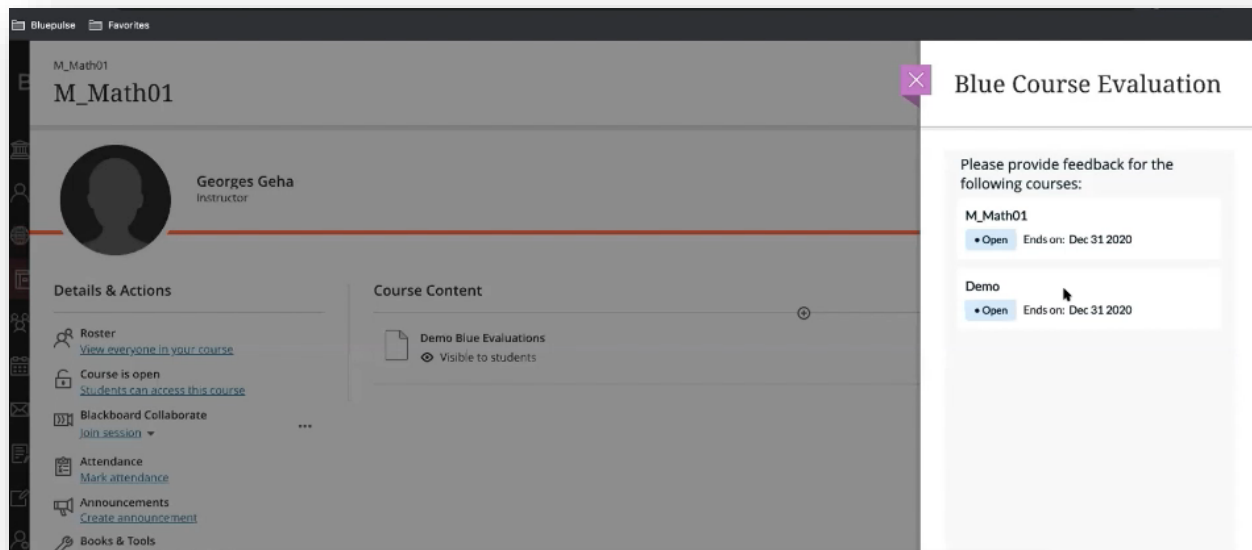 Bluepulse Favorites
M_Math01
M_Math01
Georges Geha
Instructor
Details & Actions
Roster
View everyone in your course
Course is open
Students can access this course
Blackboard Collaborate
Join session
Attendance
Mark attendance
Announcements
Create announcement
Books & Tools
Course Content
Demo Blue Evaluations
Visible to students
Blue Course Evaluation
Please provide feedback for the
following courses:
M_Math01
• Open Ends on: Dec 31 2020
Demo
• Open Ends on: Dec 31 2020